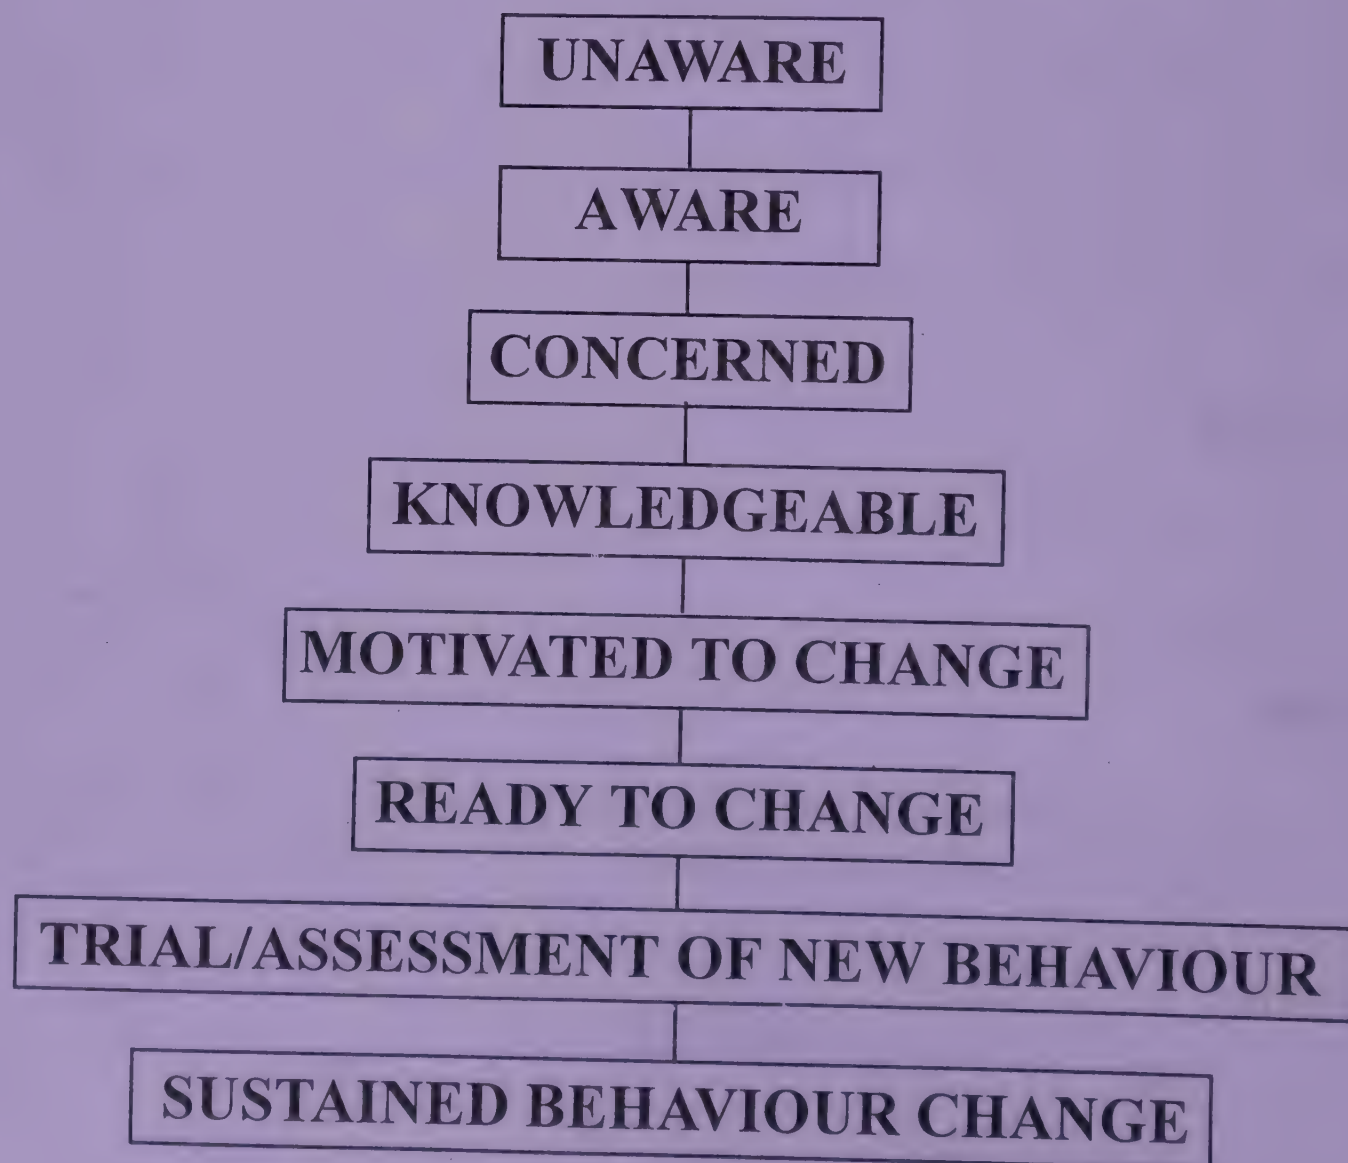 UNAWARE
AWARE
CONCERNED
KNOWLEDGEABLE
MOTIVATED TO CHANGE
READY TO CHANGE
TRIAL/ASSESSMENT OF NEW BEHAVIOUR
SUSTAINED BEHAVIOUR CHANGE